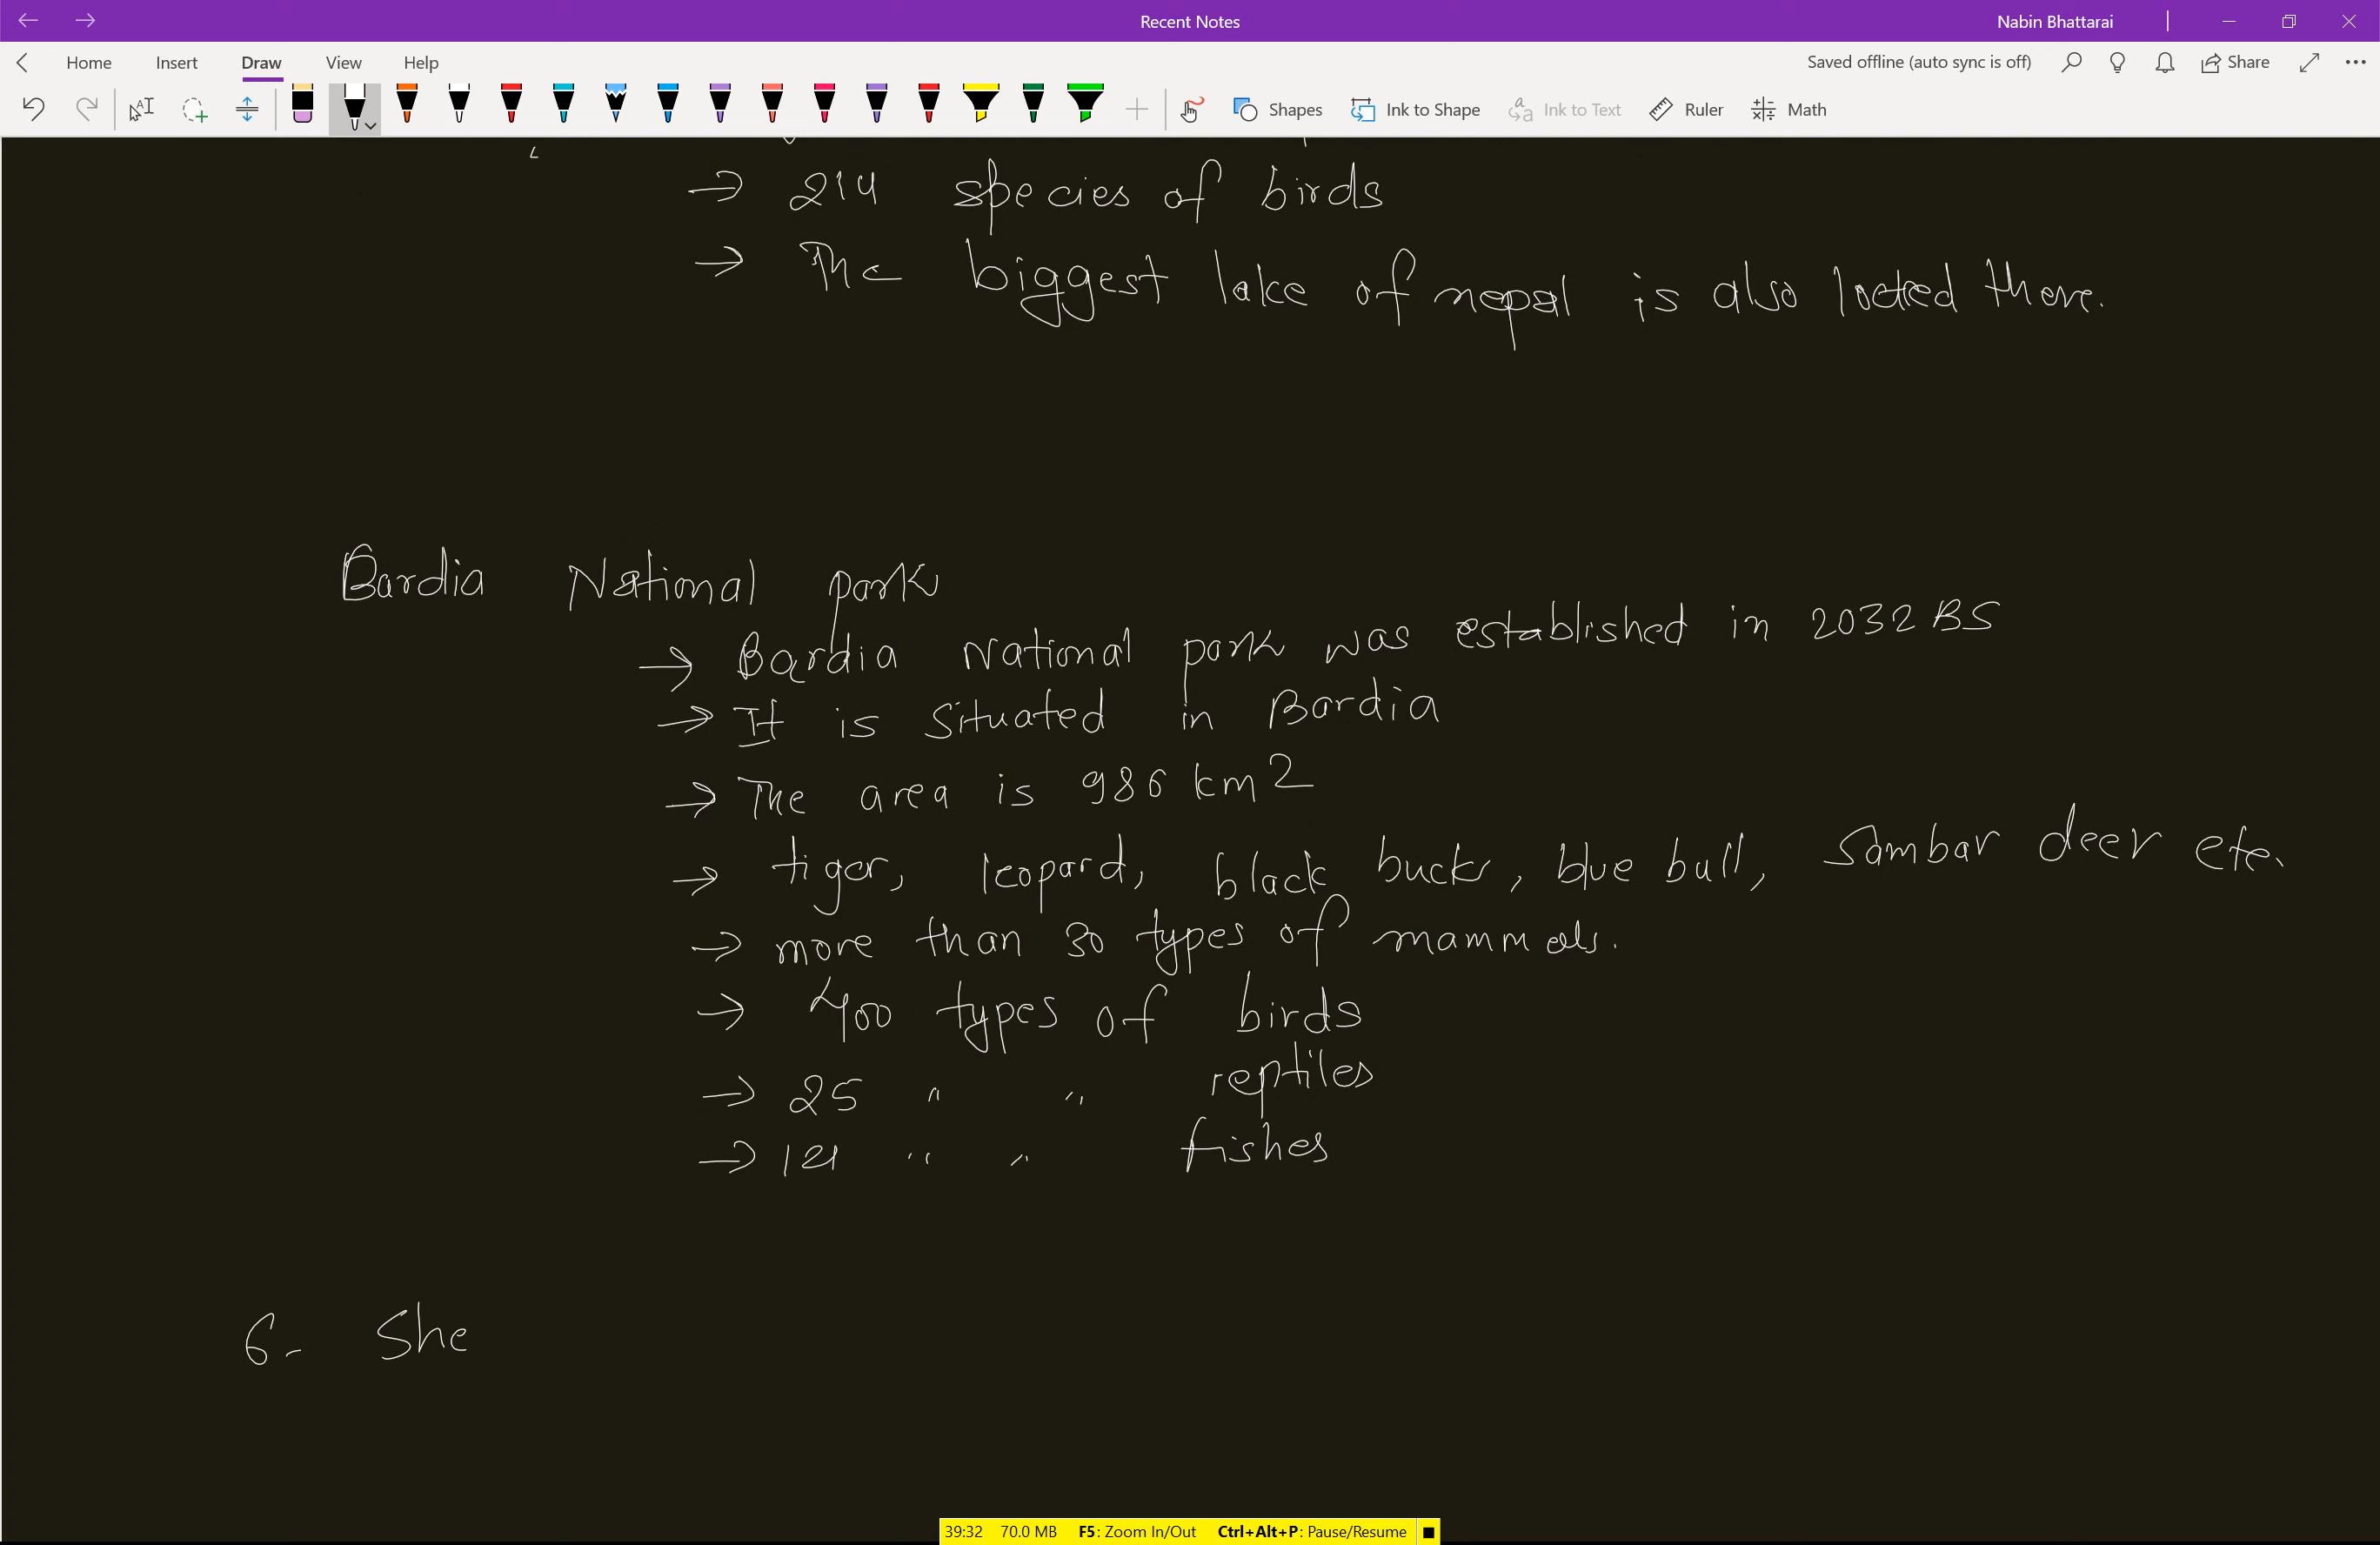 Recent Notes
Nabin Bhattarai
Home Insert Draw View Help
Saved offline (auto sync is off) Share
Shapes Ink to Shape Ink to Text Ruler Math
→ 214 species of birds
→ The biggest lake of nepal is also locted there.
Bardia National park
→ Bardia National park was established in 2032 BS
→ It is situated in Bardia
→ The area is 986 km2
→ tiger, leopard, black buck, blue bull, Sambar deer etc.
→ more than 30 types of mammals.
→ 400 types of birds
→ 25 " " reptiles
→ 121 " " fishes
6. She
39:32 70.0 MB F5: Zoom In/Out Ctrl+Alt+P: Pause/Resume